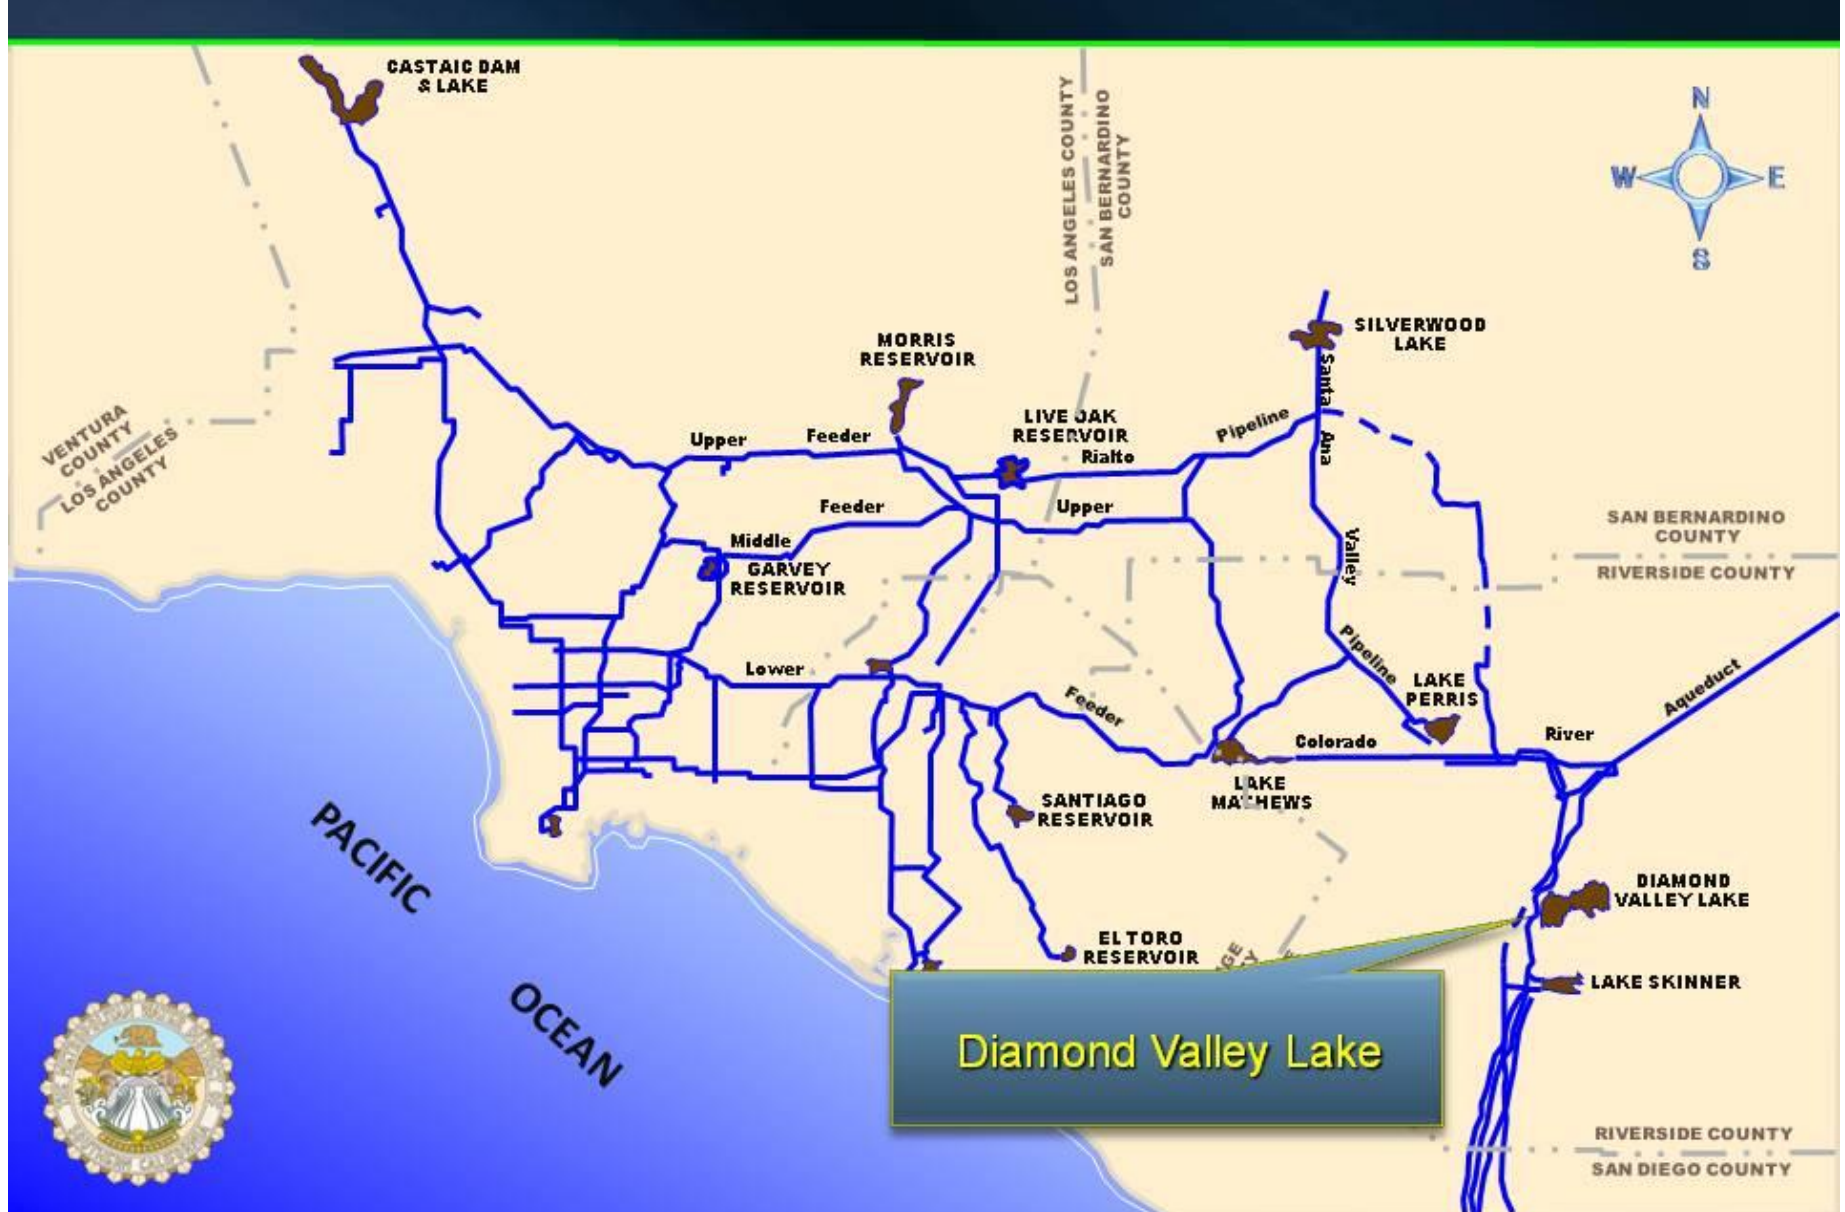 CASTAIC DAM
& LAKE
LOS ANGELES COUNTY
SAN BERNARDINO
COUNTY
N
W
E
S
SILVERWOOD
LAKE
MORRIS
RESERVOIR
VENTURA
COUNTY
LOS ANGELES
COUNTY
LIVE OAK
RESERVOIR
Upper
Feeder
Rialto
Pipeline
Santa
Ana
Valley
Pipeline
Feeder
Upper
Middle
GARVEY
RESERVOIR
SAN BERNARDINO
COUNTY
RIVERSIDE COUNTY
Lower
Feeder
LAKE
PERRIS
Aqueduct
River
Colorado
LAKE
MATHEWS
SANTIAGO
RESERVOIR
PACIFIC
OCEAN
DIAMOND
VALLEY LAKE
EL TORO
RESERVOIR
LAKE SKINNER
Diamond Valley Lake
RIVERSIDE COUNTY
SAN DIEGO COUNTY